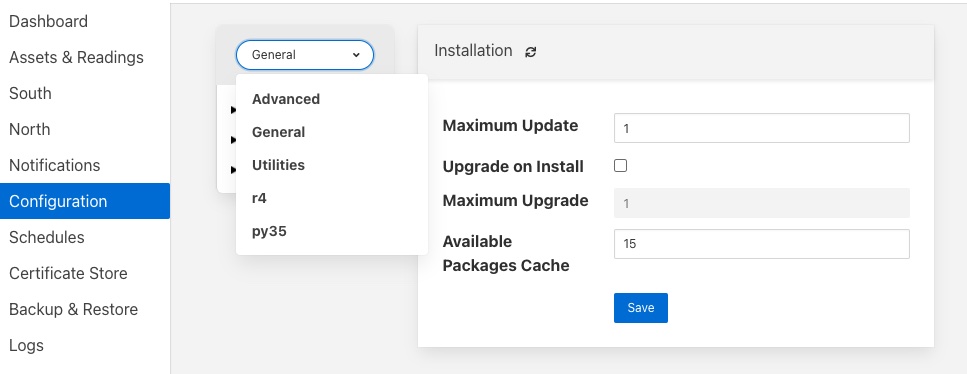 Dashboard
Assets & Readings
South
North
Notifications
Configuration
Schedules
Certificate Store
Backup & Restore
Logs
General
Advanced
General
Utilities
r4
py35
Installation
Maximum Update
1
Upgrade on Install
Maximum Upgrade
1
Available
Packages Cache
15
Save